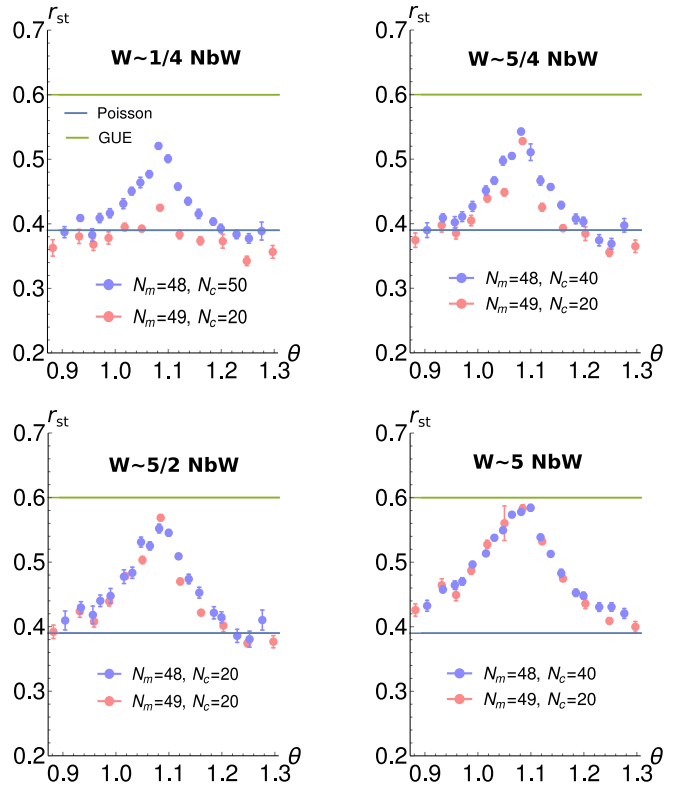 r_st
W~1/4 NbW
0.7
0.6
Poisson
GUE
0.5
0.4
N_m=48, N_c=50
0.3
N_m=49, N_c=20
0.2
0.9 1.0 1.1 1.2 1.3 θ
r_st
W~5/4 NbW
0.7
0.6
0.5
0.4
N_m=48, N_c=40
0.3
N_m=49, N_c=20
0.2
0.9 1.0 1.1 1.2 1.3 θ
r_st
W~5/2 NbW
0.7
0.6
0.5
0.4
N_m=48, N_c=20
0.3
N_m=49, N_c=20
0.2
0.9 1.0 1.1 1.2 1.3 θ
r_st
W~5 NbW
0.7
0.6
0.5
0.4
N_m=48, N_c=40
0.3
N_m=49, N_c=20
0.2
0.9 1.0 1.1 1.2 1.3 θ